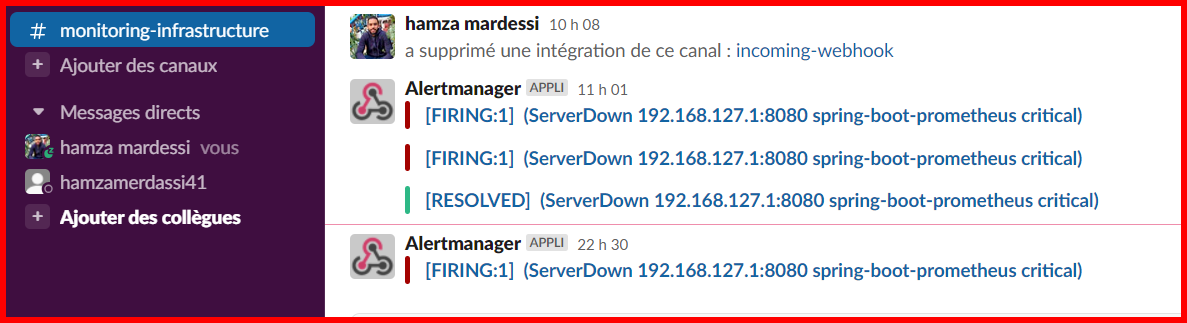 # monitoring-infrastructure
+ Ajouter des canaux
Messages directs
hamza mardessi vous
hamzamerdassi41
+ Ajouter des collègues
hamza mardessi 10 h 08
a supprimé une intégration de ce canal : incoming-webhook
Alertmanager APPLI 11 h 01
[FIRING:1] (ServerDown 192.168.127.1:8080 spring-boot-prometheus critical)
[FIRING:1] (ServerDown 192.168.127.1:8080 spring-boot-prometheus critical)
[RESOLVED] (ServerDown 192.168.127.1:8080 spring-boot-prometheus critical)
Alertmanager APPLI 22 h 30
[FIRING:1] (ServerDown 192.168.127.1:8080 spring-boot-prometheus critical)